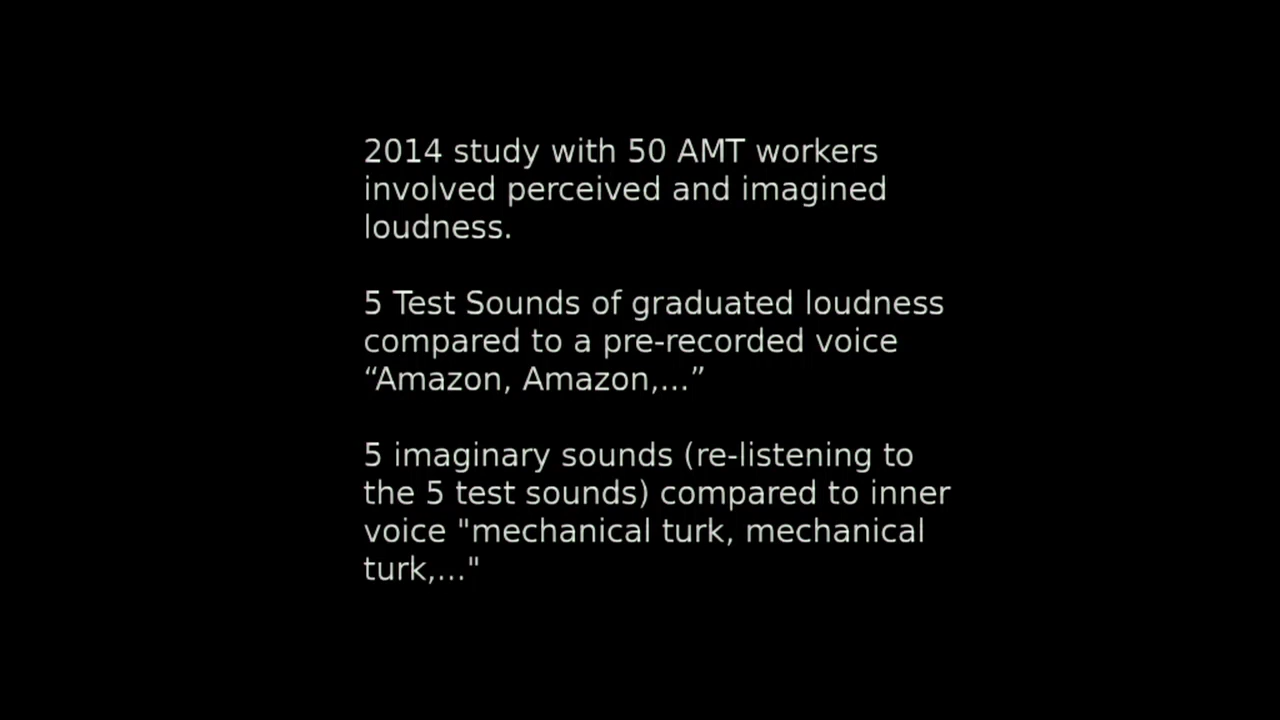 2014 study with 50 AMT workers
involved perceived and imagined
loudness.
5 Test Sounds of graduated loudness
compared to a pre-recorded voice
“Amazon, Amazon,...”
5 imaginary sounds (re-listening to
the 5 test sounds) compared to inner
voice "mechanical turk, mechanical
turk,..."